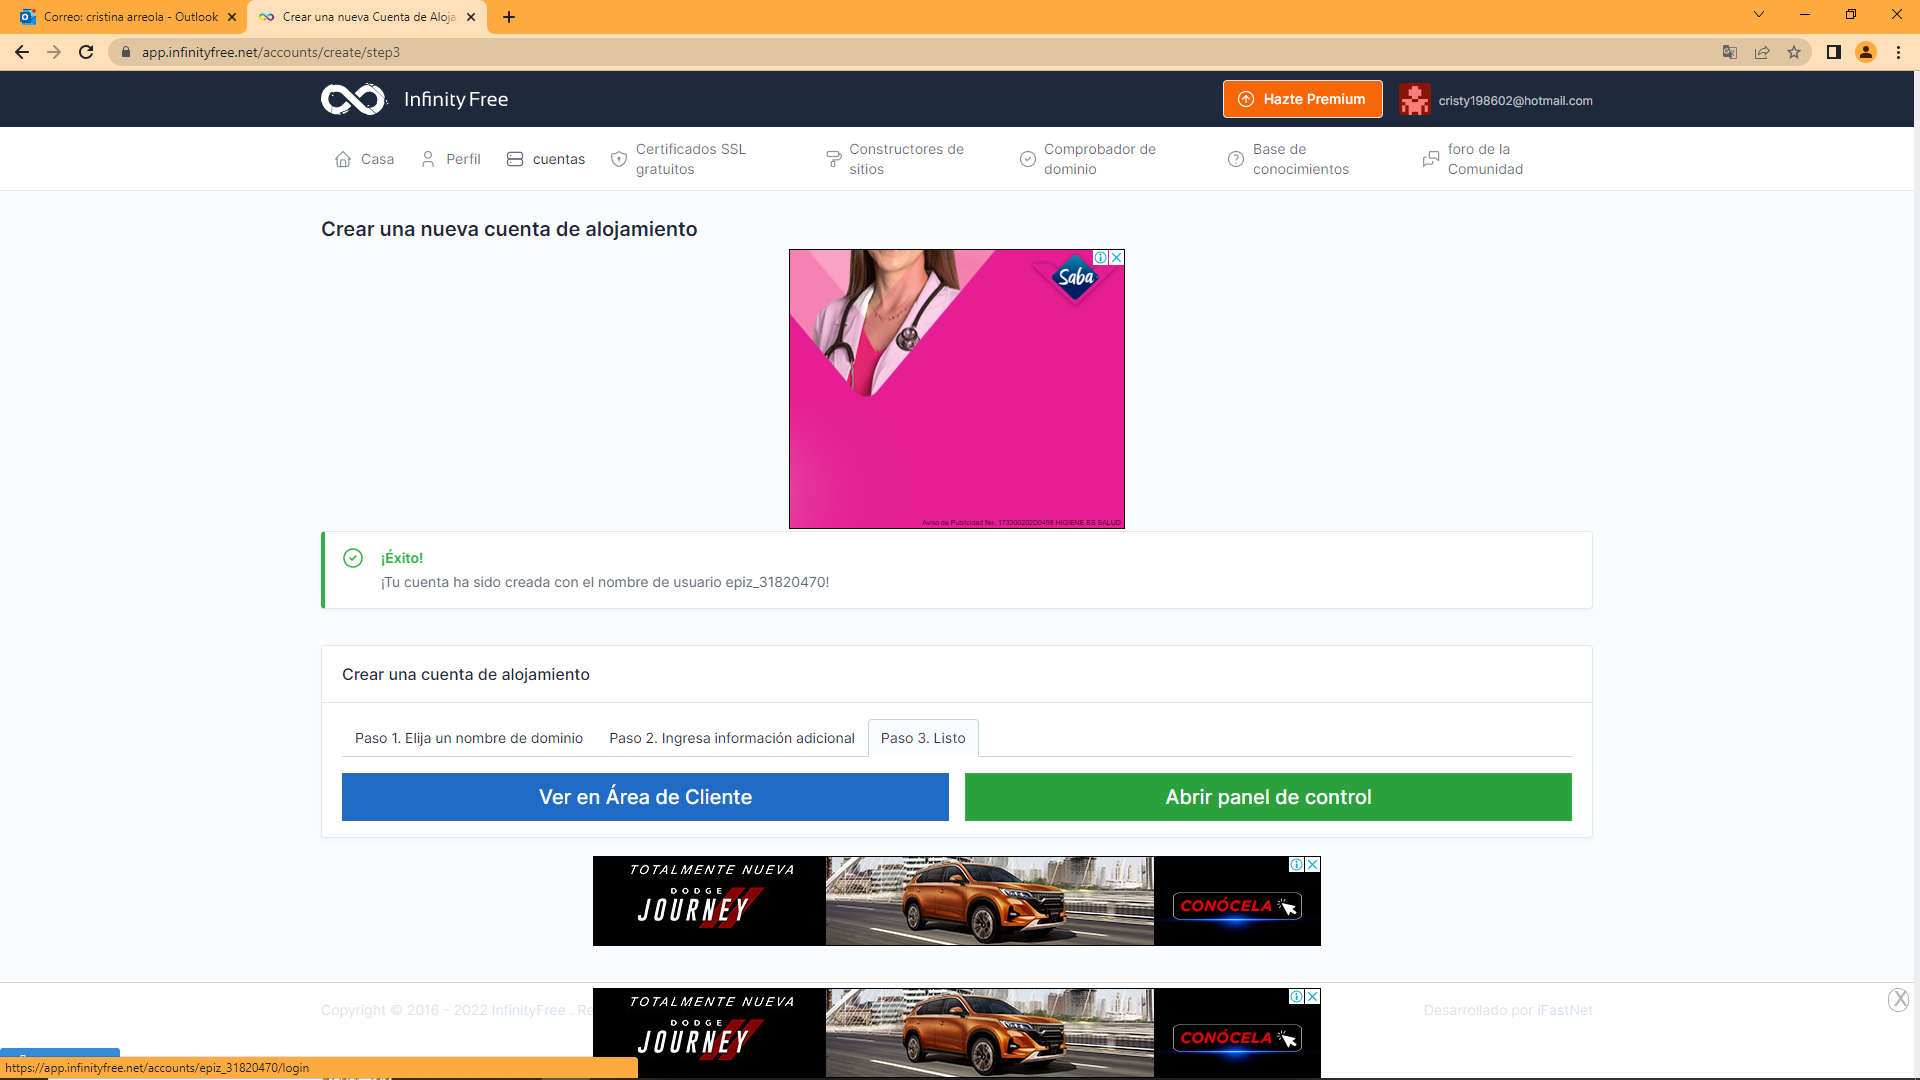 Correo: cristina arreola - Outlook
Crear una nueva Cuenta de Aloja
app.infinityfree.net/accounts/create/step3
Infinity Free
Hazte Premium
cristy198602@hotmail.com
Casa
Perfil
cuentas
Certificados SSL
gratuitos
Constructores de
sitios
Comprobador de
dominio
Base de
conocimientos
foro de la
Comunidad
Crear una nueva cuenta de alojamiento
Saba
Aviso de Publicidad No. 173300202D0498 HIGIENE ES SALUD
¡Éxito!
¡Tu cuenta ha sido creada con el nombre de usuario epiz_31820470!
Crear una cuenta de alojamiento
Paso 1. Elija un nombre de dominio
Paso 2. Ingresa información adicional
Paso 3. Listo
Ver en Área de Cliente
Abrir panel de control
TOTALMENTE NUEVA
DODGE
JOURNEY
CONÓCELA
Copyright © 2016 - 2022 InfinityFree . Re
TOTALMENTE NUEVA
DODGE
JOURNEY
CONÓCELA
Desarrollado por iFastNet
https://app.infinityfree.net/accounts/epiz_31820470/login